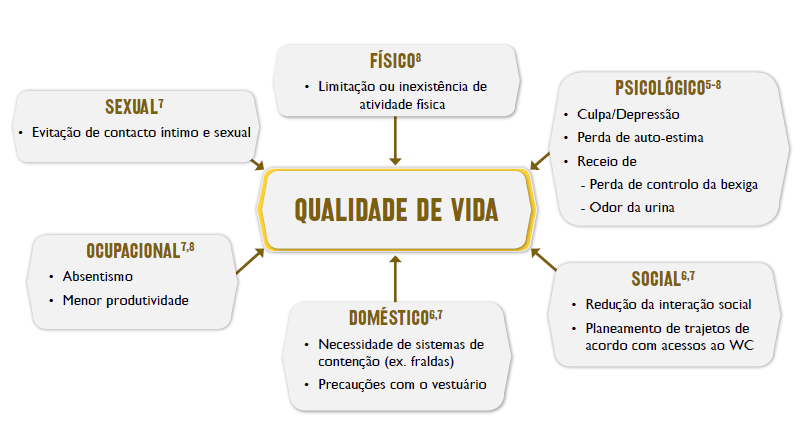 FÍSICO⁸
• Limitação ou inexistência de
atividade física
SEXUAL⁷
• Evitação de contacto íntimo e sexual
PSICOLÓGICO⁵⁻⁸
• Culpa/Depressão
• Perda de auto-estima
• Receio de
- Perda de controlo da bexiga
- Odor da urina
QUALIDADE DE VIDA
OCUPACIONAL⁷,⁸
• Absentismo
• Menor produtividade
DOMÉSTICO⁶,⁷
• Necessidade de sistemas de
contenção (ex. fraldas)
• Precauções com o vestuário
SOCIAL⁶,⁷
• Redução da interação social
• Planeamento de trajetos de
acordo com acessos ao WC